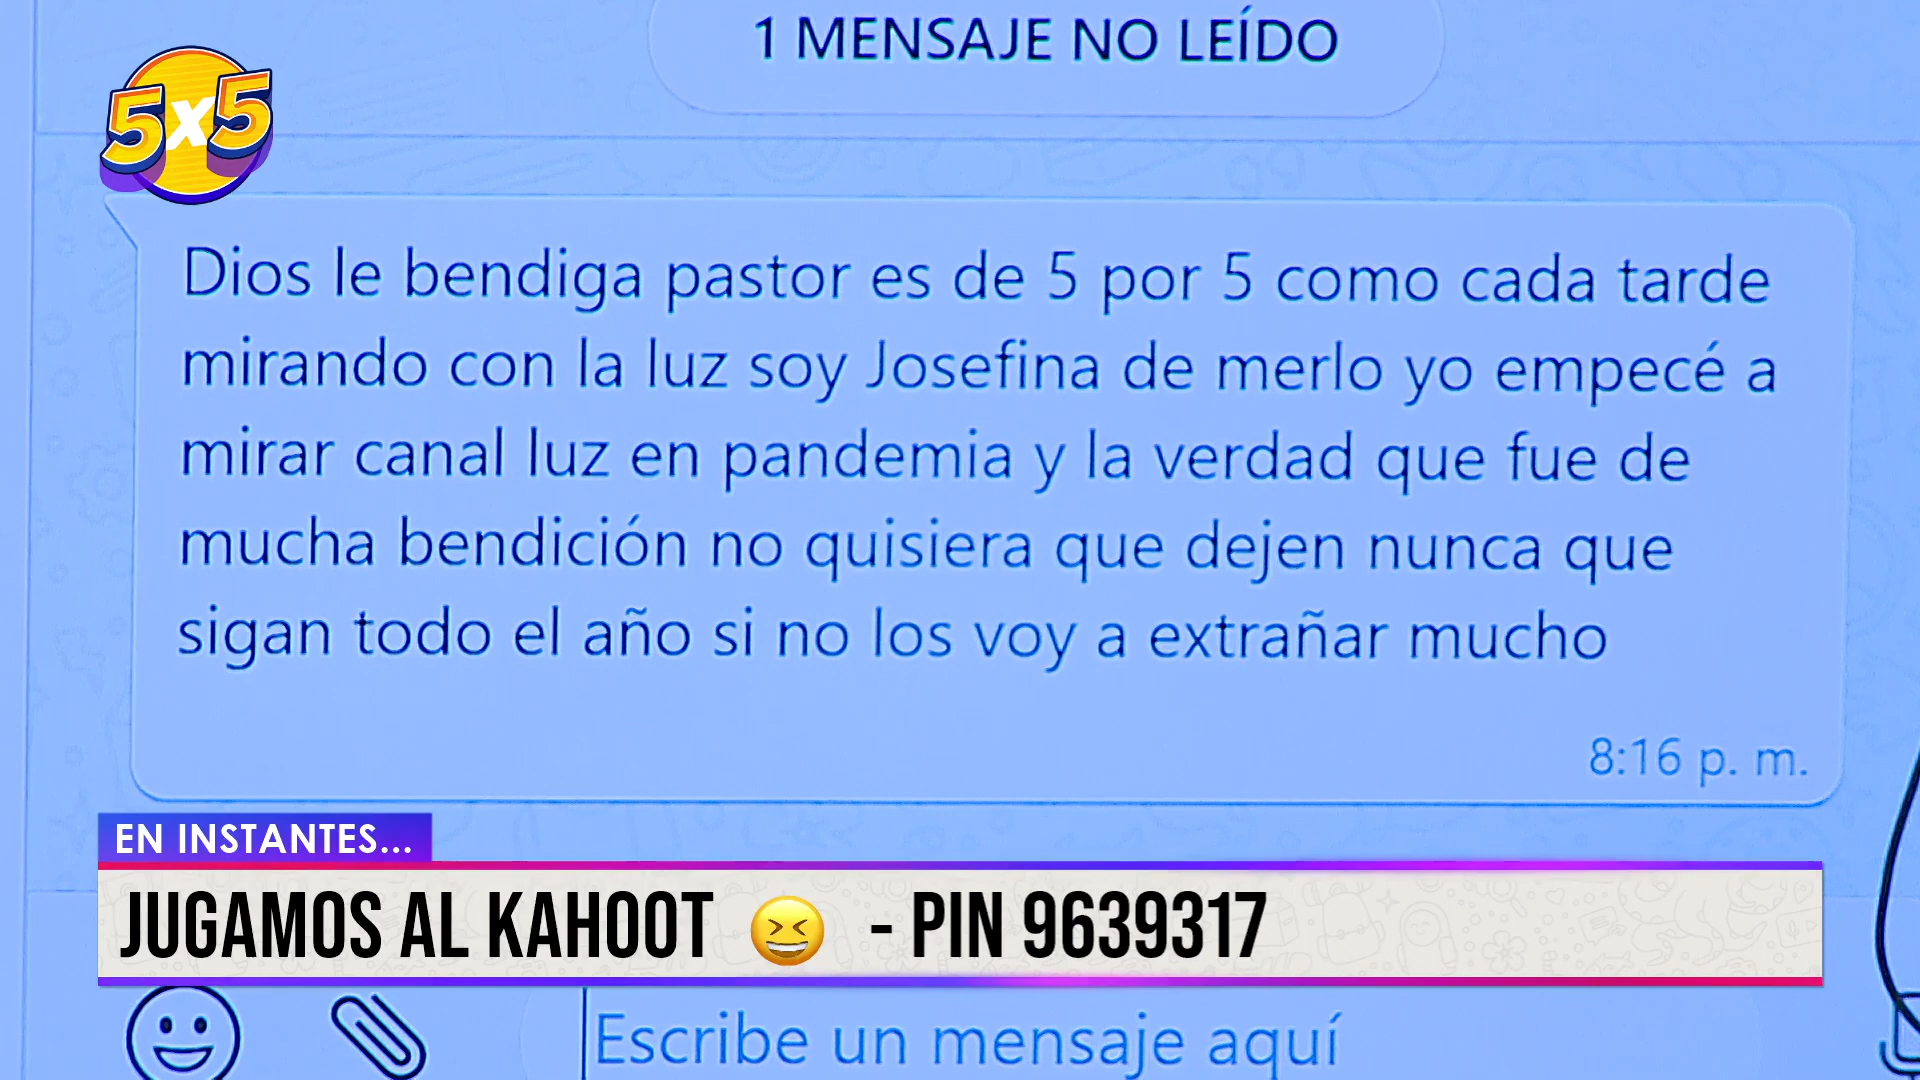 1 MENSAJE NO LEÍDO
5x5
Dios le bendiga pastor es de 5 por 5 como cada tarde
mirando con la luz soy Josefina de merlo yo empecé a
mirar canal luz en pandemia y la verdad que fue de
mucha bendición no quisiera que dejen nunca que
sigan todo el año si no los voy a extrañar mucho
8:16 p. m.
EN INSTANTES...
JUGAMOS AL KAHOOT 😆 - PIN 9639317
Escribe un mensaje aquí